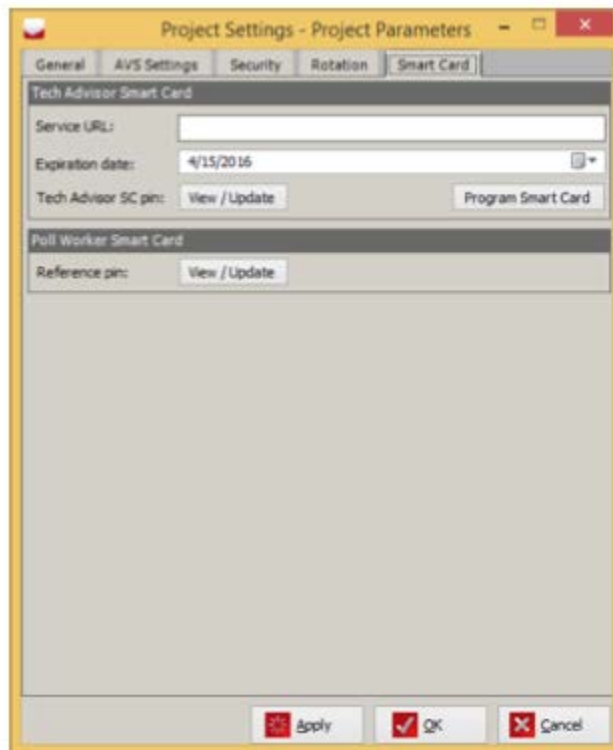 Project Settings - Project Parameters
General AVS Settings Security Rotation Smart Card
Tech Advisor Smart Card
Service URL:
Expiration date: 4/15/2016
Tech Advisor SC pin: View / Update Program Smart Card
Poll Worker Smart Card
Reference pin: View / Update
Apply OK Cancel